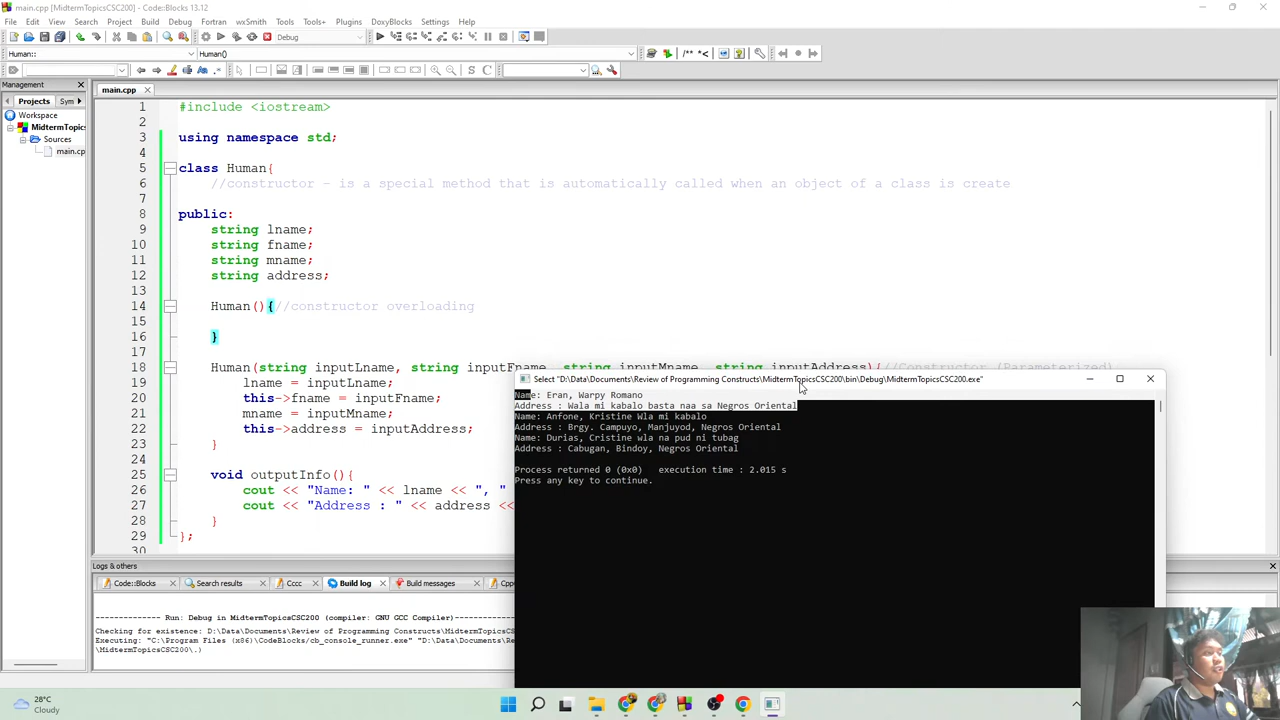 main.cpp [MidtermTopicsCSC200] - Code::Blocks 13.12
File Edit View Search Project Build Debug Fortran wxSmith Tools Tools+ Plugins DoxyBlocks Settings Help
Debug
Human::
Human()
/** *<
Management
main.cpp
Projects Sym
Workspace
MidtermTopics
Sources
main.cp
1 #include <iostream>
2
3 using namespace std;
4
5 class Human{
6 //constructor - is a special method that is automatically called when an object of a class is create
7
8 public:
9 string lname;
10 string fname;
11 string mname;
12 string address;
13
14 Human(){//constructor overloading
15
16 }
17
18 Human(string inputLname, string inputFname, string inputMname, string inputAddress){//Constructor (Parameterized)
19 lname = inputLname;
20 this->fname = inputFname;
21 mname = inputMname;
22 this->address = inputAddress;
23 }
24
25 void outputInfo(){
26 cout << "Name: " << lname << ", "
27 cout << "Address : " << address <<
28 }
29 };
30
Select "D:\Data\Documents\Review of Programming Constructs\MidtermTopicsCSC200\bin\Debug\MidtermTopicsCSC200.exe"
Name: Eran, Warpy Romano
Address : Wala mi kabalo basta naa sa Negros Oriental
Name: Anfone, Kristine Wla mi kabalo
Address : Brgy. Campuyo, Manjuyod, Negros Oriental
Name: Durias, Cristine wla na pud ni tubag
Address : Cabugan, Bindoy, Negros Oriental
Process returned 0 (0x0) execution time : 2.015 s
Press any key to continue.
Logs & others
Code::Blocks Search results Cccc Build log Build messages
-------------- Run: Debug in MidtermTopicsCSC200 (compiler: GNU GCC Compiler)
Checking for existence: D:\Data\Documents\Review of Programming Constructs\MidtermTopicsCS
Executing: "C:\Program Files (x86)\CodeBlocks/cb_console_runner.exe" "D:\Data\Documents\Re
\MidtermTopicsCSC200\.)
28°C
Cloudy